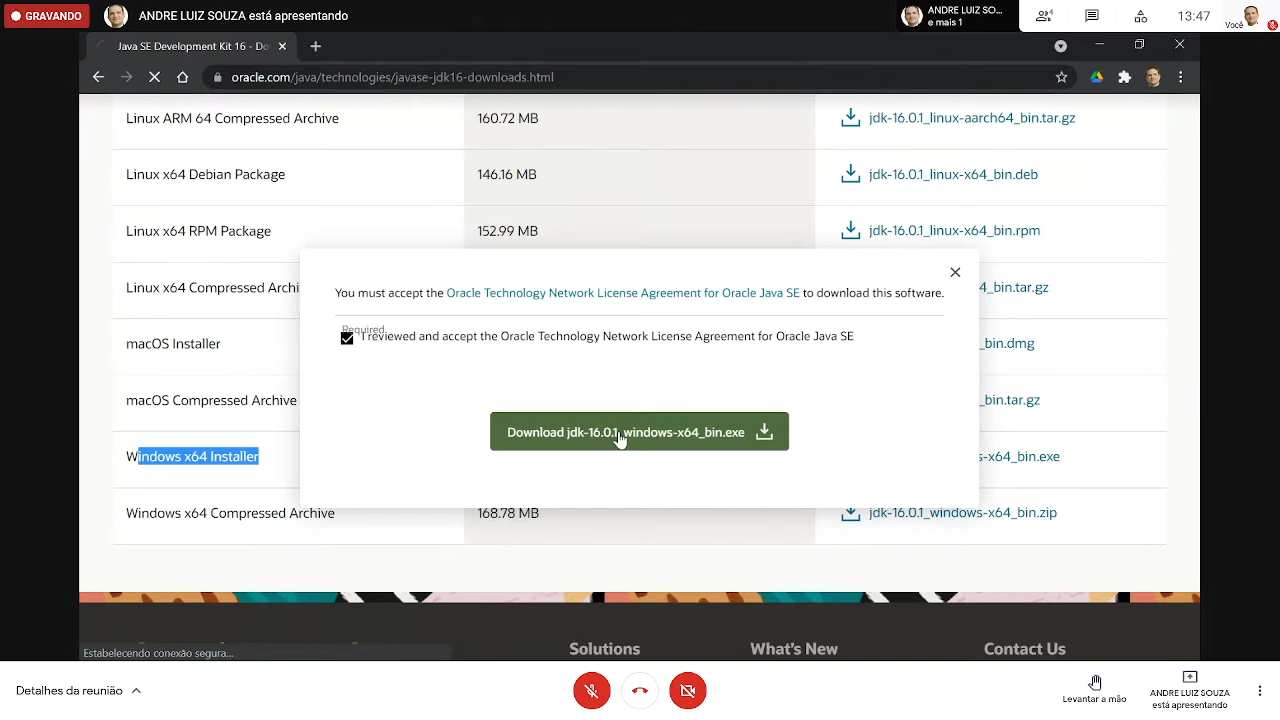 GRAVANDO
ANDRE LUIZ SOUZA está apresentando
ANDRE LUIZ SO...
e mais 1
4
13:47
Você
Java SE Development Kit 16 - Do
oracle.com/java/technologies/javase-jdk16-downloads.html
Linux ARM 64 Compressed Archive 160.72 MB jdk-16.0.1_linux-aarch64_bin.tar.gz
Linux x64 Debian Package 146.16 MB jdk-16.0.1_linux-x64_bin.deb
Linux x64 RPM Package 152.99 MB jdk-16.0.1_linux-x64_bin.rpm
Linux x64 Compressed Archi _bin.tar.gz
macOS Installer _bin.dmg
macOS Compressed Archive _bin.tar.gz
Windows x64 Installer s-x64_bin.exe
Windows x64 Compressed Archive 168.78 MB jdk-16.0.1_windows-x64_bin.zip
You must accept the Oracle Technology Network License Agreement for Oracle Java SE to download this software.
Required.
I reviewed and accept the Oracle Technology Network License Agreement for Oracle Java SE
Download jdk-16.0.1_windows-x64_bin.exe
Solutions What's New Contact Us
Estabelecendo conexão segura...
Detalhes da reunião
Levantar a mão
ANDRE LUIZ SOUZA
está apresentando